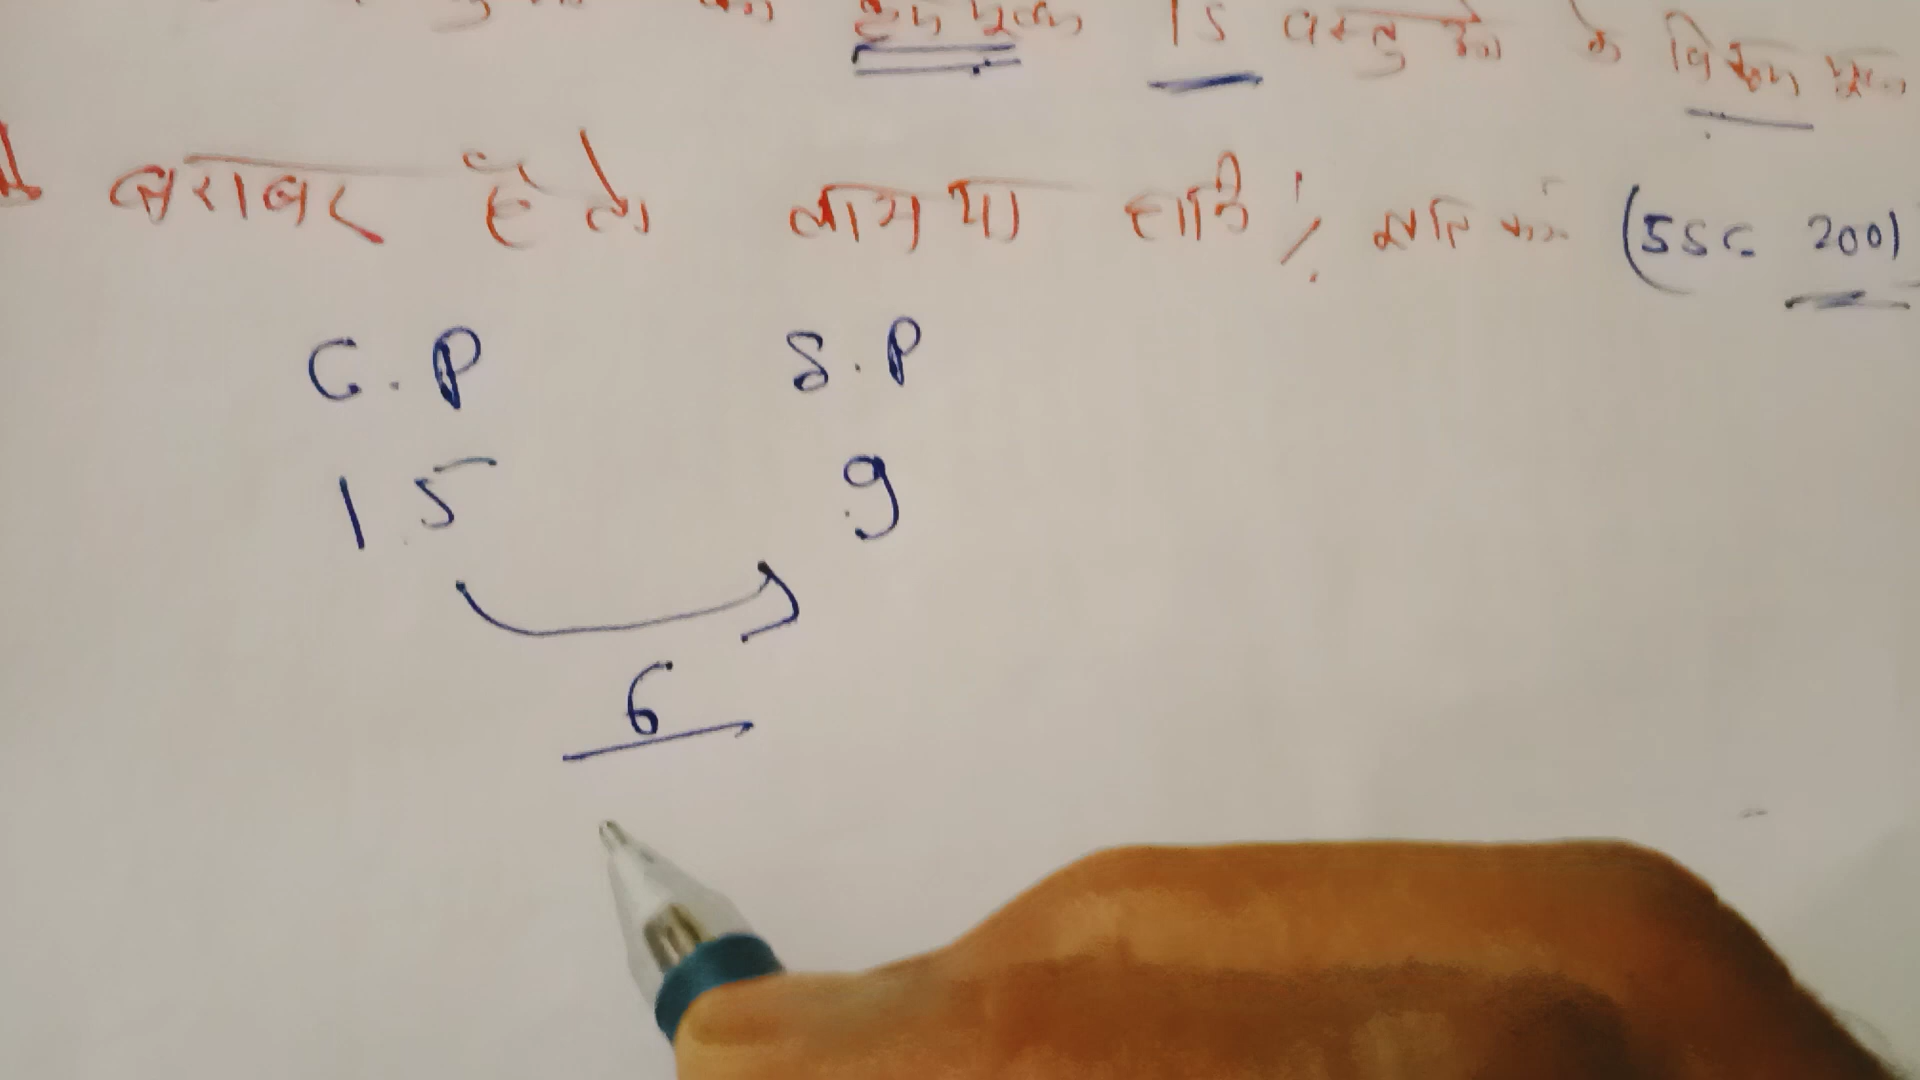 क्रय मूल्य 15 वस्तुओं के विक्रय मूल्य
के बराबर है तो लाभ या हानि % ज्ञात करें (SSC 2001)
C.P S.P
15 9
6